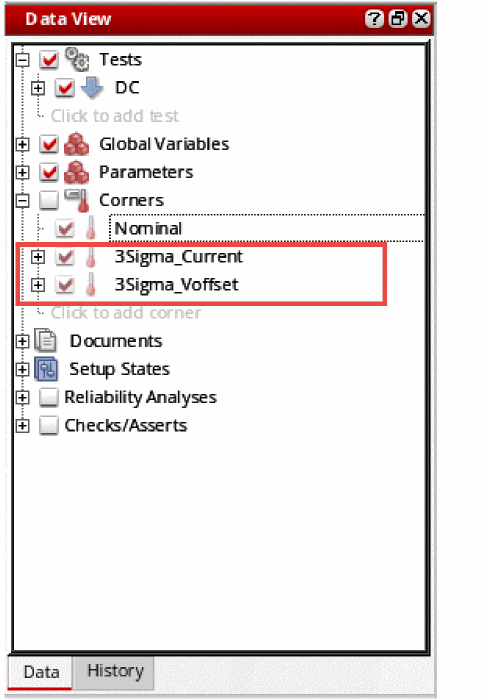 Data View
Tests
DC
Click to add test
Global Variables
Parameters
Corners
Nominal
3Sigma_Current
3Sigma_Voffset
Click to add corner
Documents
Setup States
Reliability Analyses
Checks/Asserts
Data History